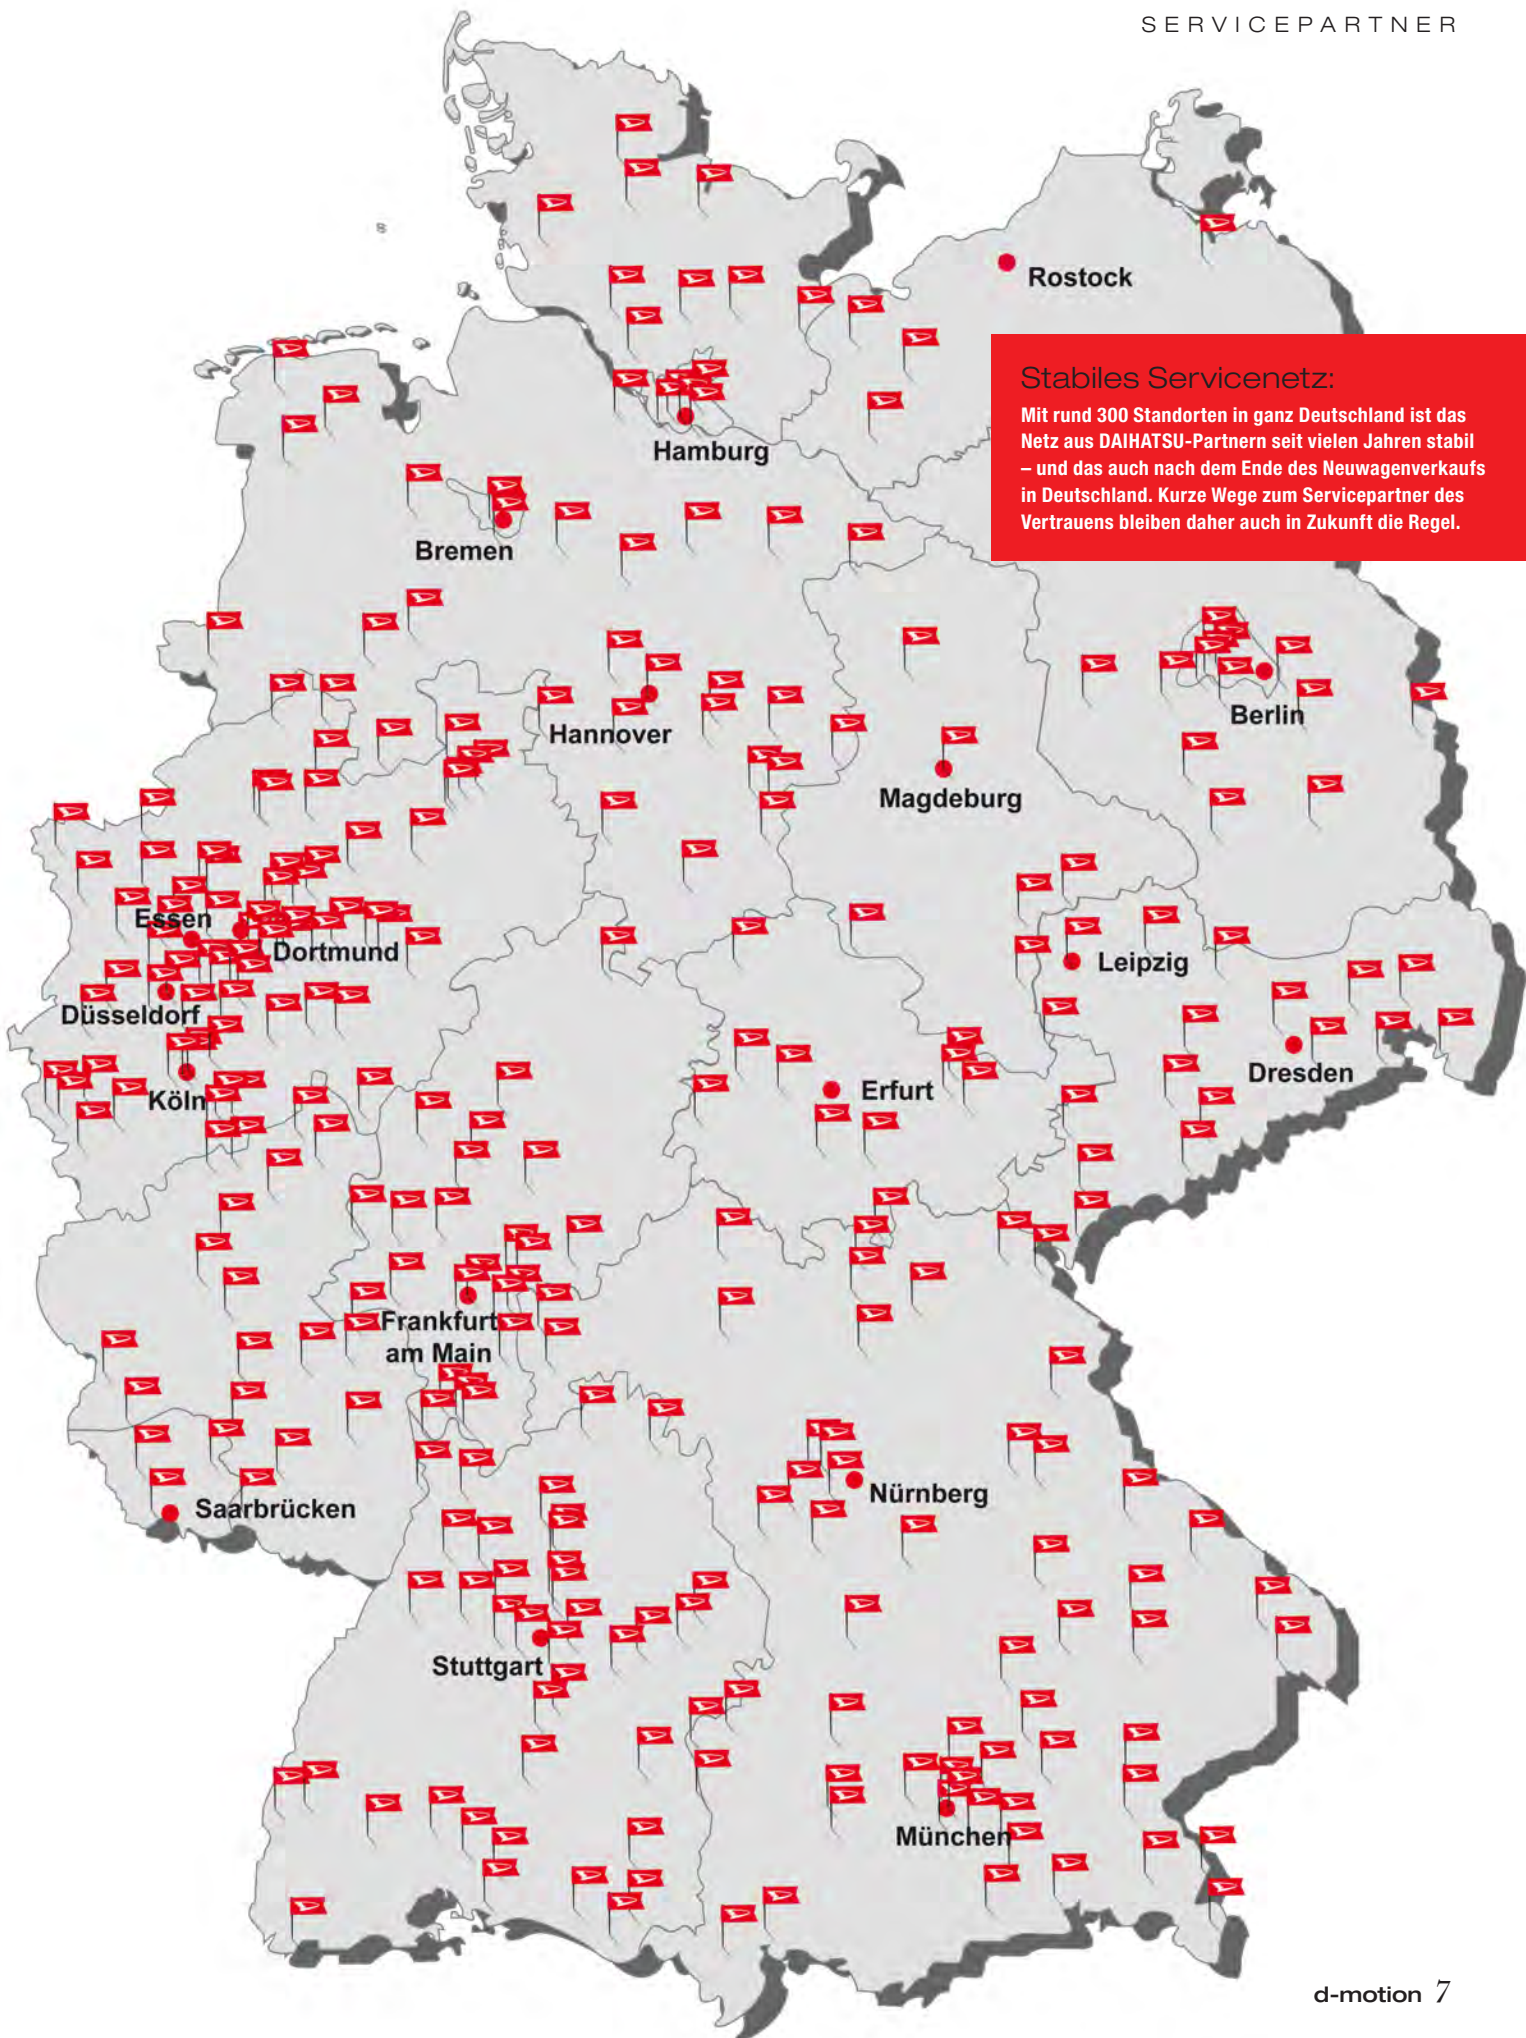 SERVICEPARTNER
Rostock
Stabiles Servicenetz:
Mit rund 300 Standorten in ganz Deutschland ist das
Netz aus DAIHATSU-Partnern seit vielen Jahren stabil
– und das auch nach dem Ende des Neuwagenverkaufs
in Deutschland. Kurze Wege zum Servicepartner des
Vertrauens bleiben daher auch in Zukunft die Regel.
Hamburg
Bremen
Berlin
Hannover
Magdeburg
Essen
Dortmund
Leipzig
Düsseldorf
Dresden
Köln
Erfurt
Frankfurt
am Main
Nürnberg
Saarbrücken
Stuttgart
München
d-motion 7